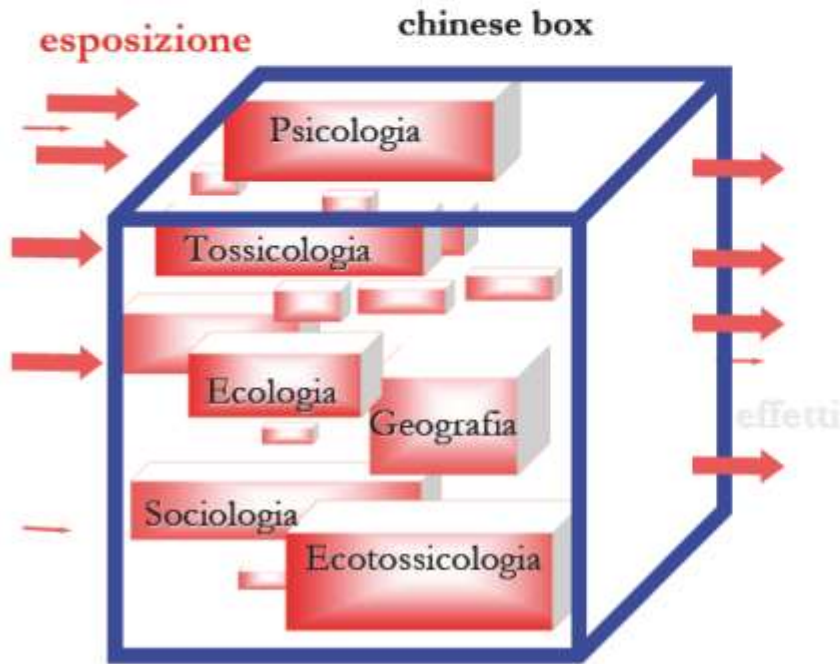 esposizione
chinese box
Psicologia
Tossicologia
Ecologia
Geografia
effetti
Sociologia
Ecotossicologia